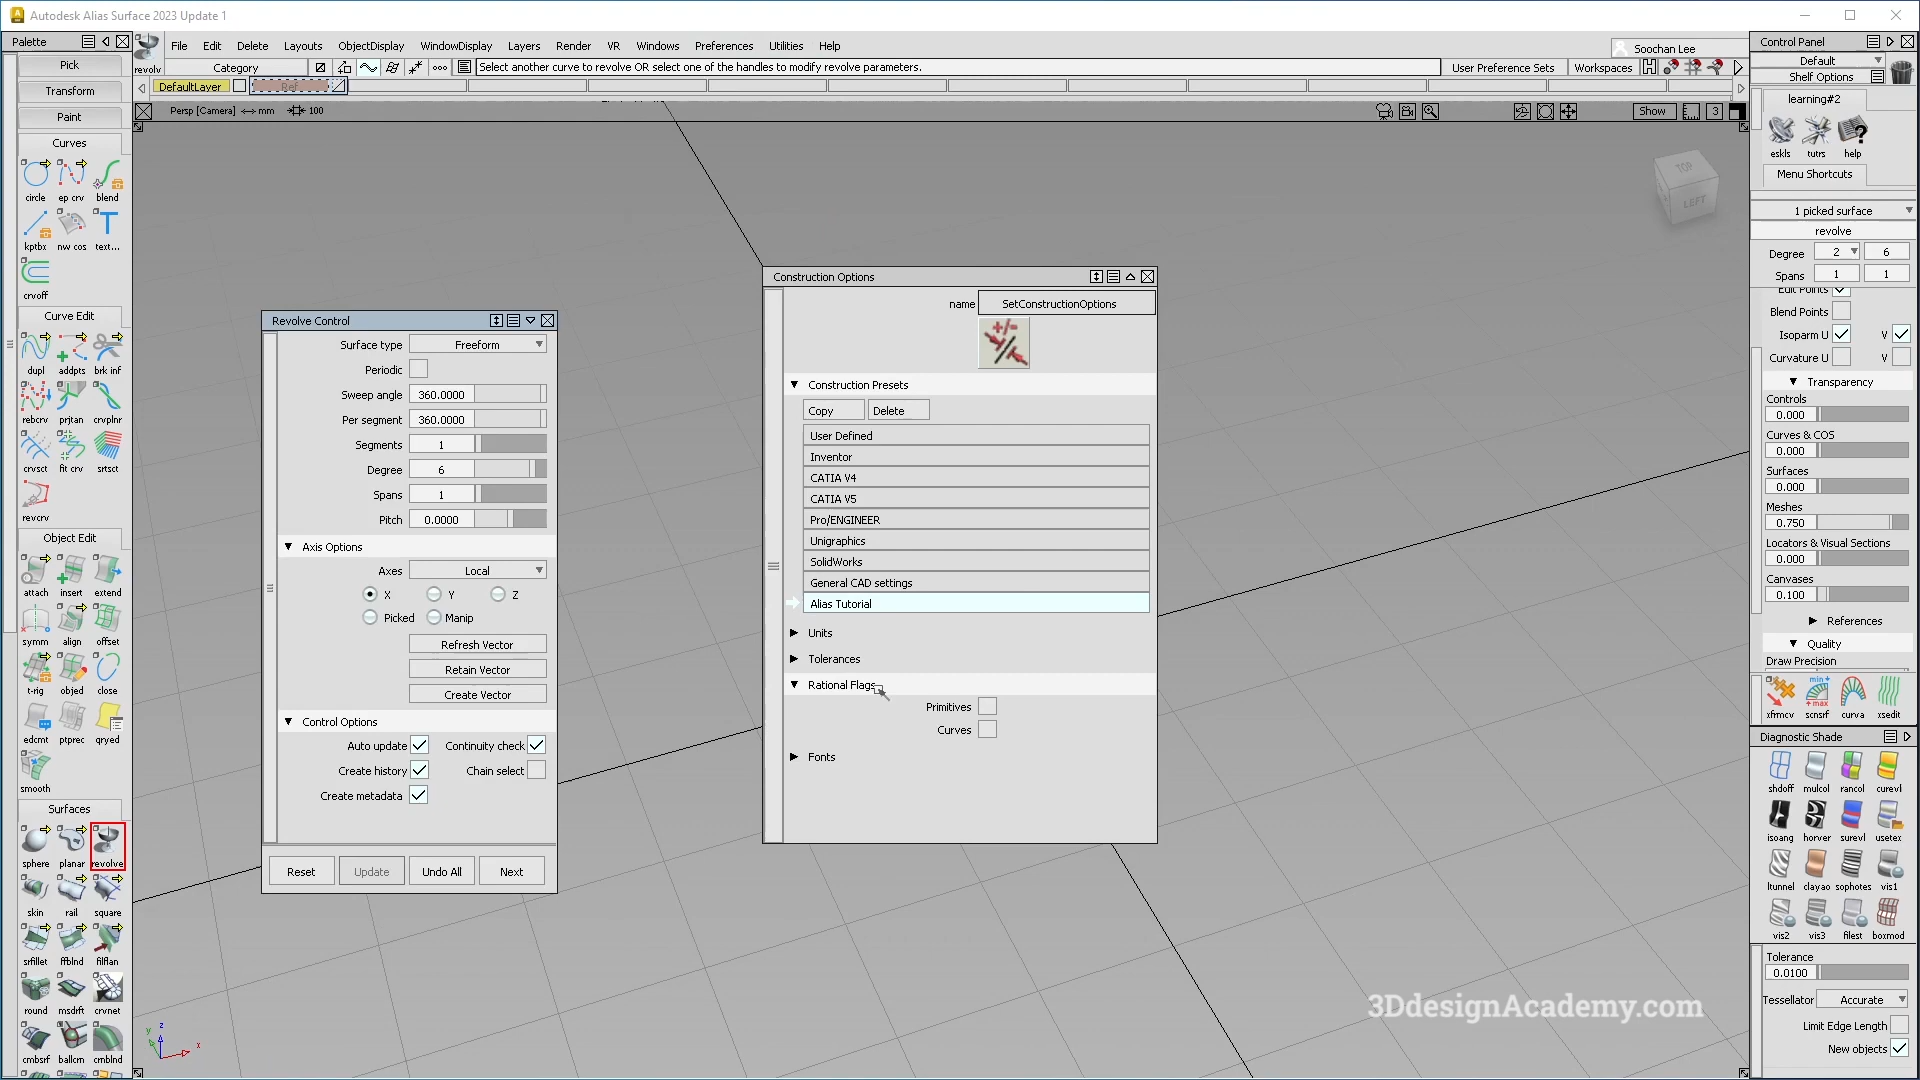 Autodesk Alias Surface 2023 Update 1
Palette
Control Panel
revolv
File Edit Delete Layouts ObjectDisplay WindowDisplay Layers Render VR Windows Preferences Utilities Help
Soochan Lee
Category
Select another curve to revolve OR select one of the handles to modify revolve parameters.
User Preference Sets Workspaces
DefaultLayer
Persp [Camera] mm 100
Show
3
Pick
Transform
Paint
Curves
circle ep crv blend
kptbx nw cos text...
crvoff
Curve Edit
dupl addpts brk inf
rebcrv prjtan crvplnr
crvsct fit crv srtsct
revcrv
Object Edit
attach insert extend
symm align offset
t-rig objed close
edcmt ptprec qryed
smooth
Surfaces
sphere planar revolve
skin rail square
srfillet ffblnd filflan
round msdrft crvnet
cmbsrf ballcrn cmblnd
TOP
LEFT
z
y
x
Revolve Control
Surface type Freeform
Periodic
Sweep angle 360.0000
Per segment 360.0000
Segments 1
Degree 6
Spans 1
Pitch 0.0000
Axis Options
Axes Local
X Y Z
Picked Manip
Refresh Vector
Retain Vector
Create Vector
Control Options
Auto update Continuity check
Create history Chain select
Create metadata
Reset Update Undo All Next
Construction Options
name SetConstructionOptions
Construction Presets
Copy Delete
User Defined
Inventor
CATIA V4
CATIA V5
Pro/ENGINEER
Unigraphics
SolidWorks
General CAD settings
Alias Tutorial
Units
Tolerances
Rational Flags
Primitives
Curves
Fonts
Default
Shelf Options
learning#2
eskls tutrs help
Menu Shortcuts
1 picked surface
revolve
Degree 2 6
Spans 1 1
Edit Points
Blend Points
Isoparm U V
Curvature U V
Transparency
Controls
0.000
Curves & COS
0.000
Surfaces
0.000
Meshes
0.750
Locators & Visual Sections
0.000
Canvases
0.100
References
Quality
Draw Precision
xfrmcv scnsrf curva xsedit
Diagnostic Shade
shdoff mulcol rancol curevl
isoang horver surevl usetex
ltunnel clayao sophotes vis1
vis2 vis3 filest boxmod
Tolerance
0.0100
Tessellator Accurate
Limit Edge Length
New objects
3DdesignAcademy.com